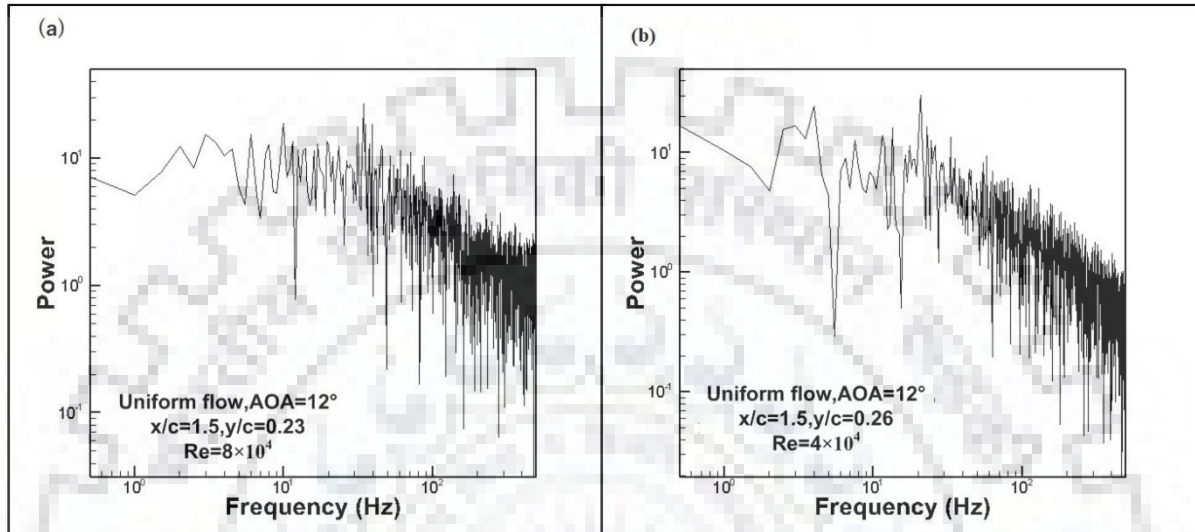 (a)
Power
10¹
10⁰
10⁻¹
Uniform flow,AOA=12°
x/c=1.5,y/c=0.23
Re=8×10⁴
10⁰
10¹
10²
Frequency (Hz)
(b)
Power
10¹
10⁰
10⁻¹
Uniform flow,AOA=12°
x/c=1.5,y/c=0.26
Re=4×10⁴
10⁰
10¹
10²
Frequency (Hz)